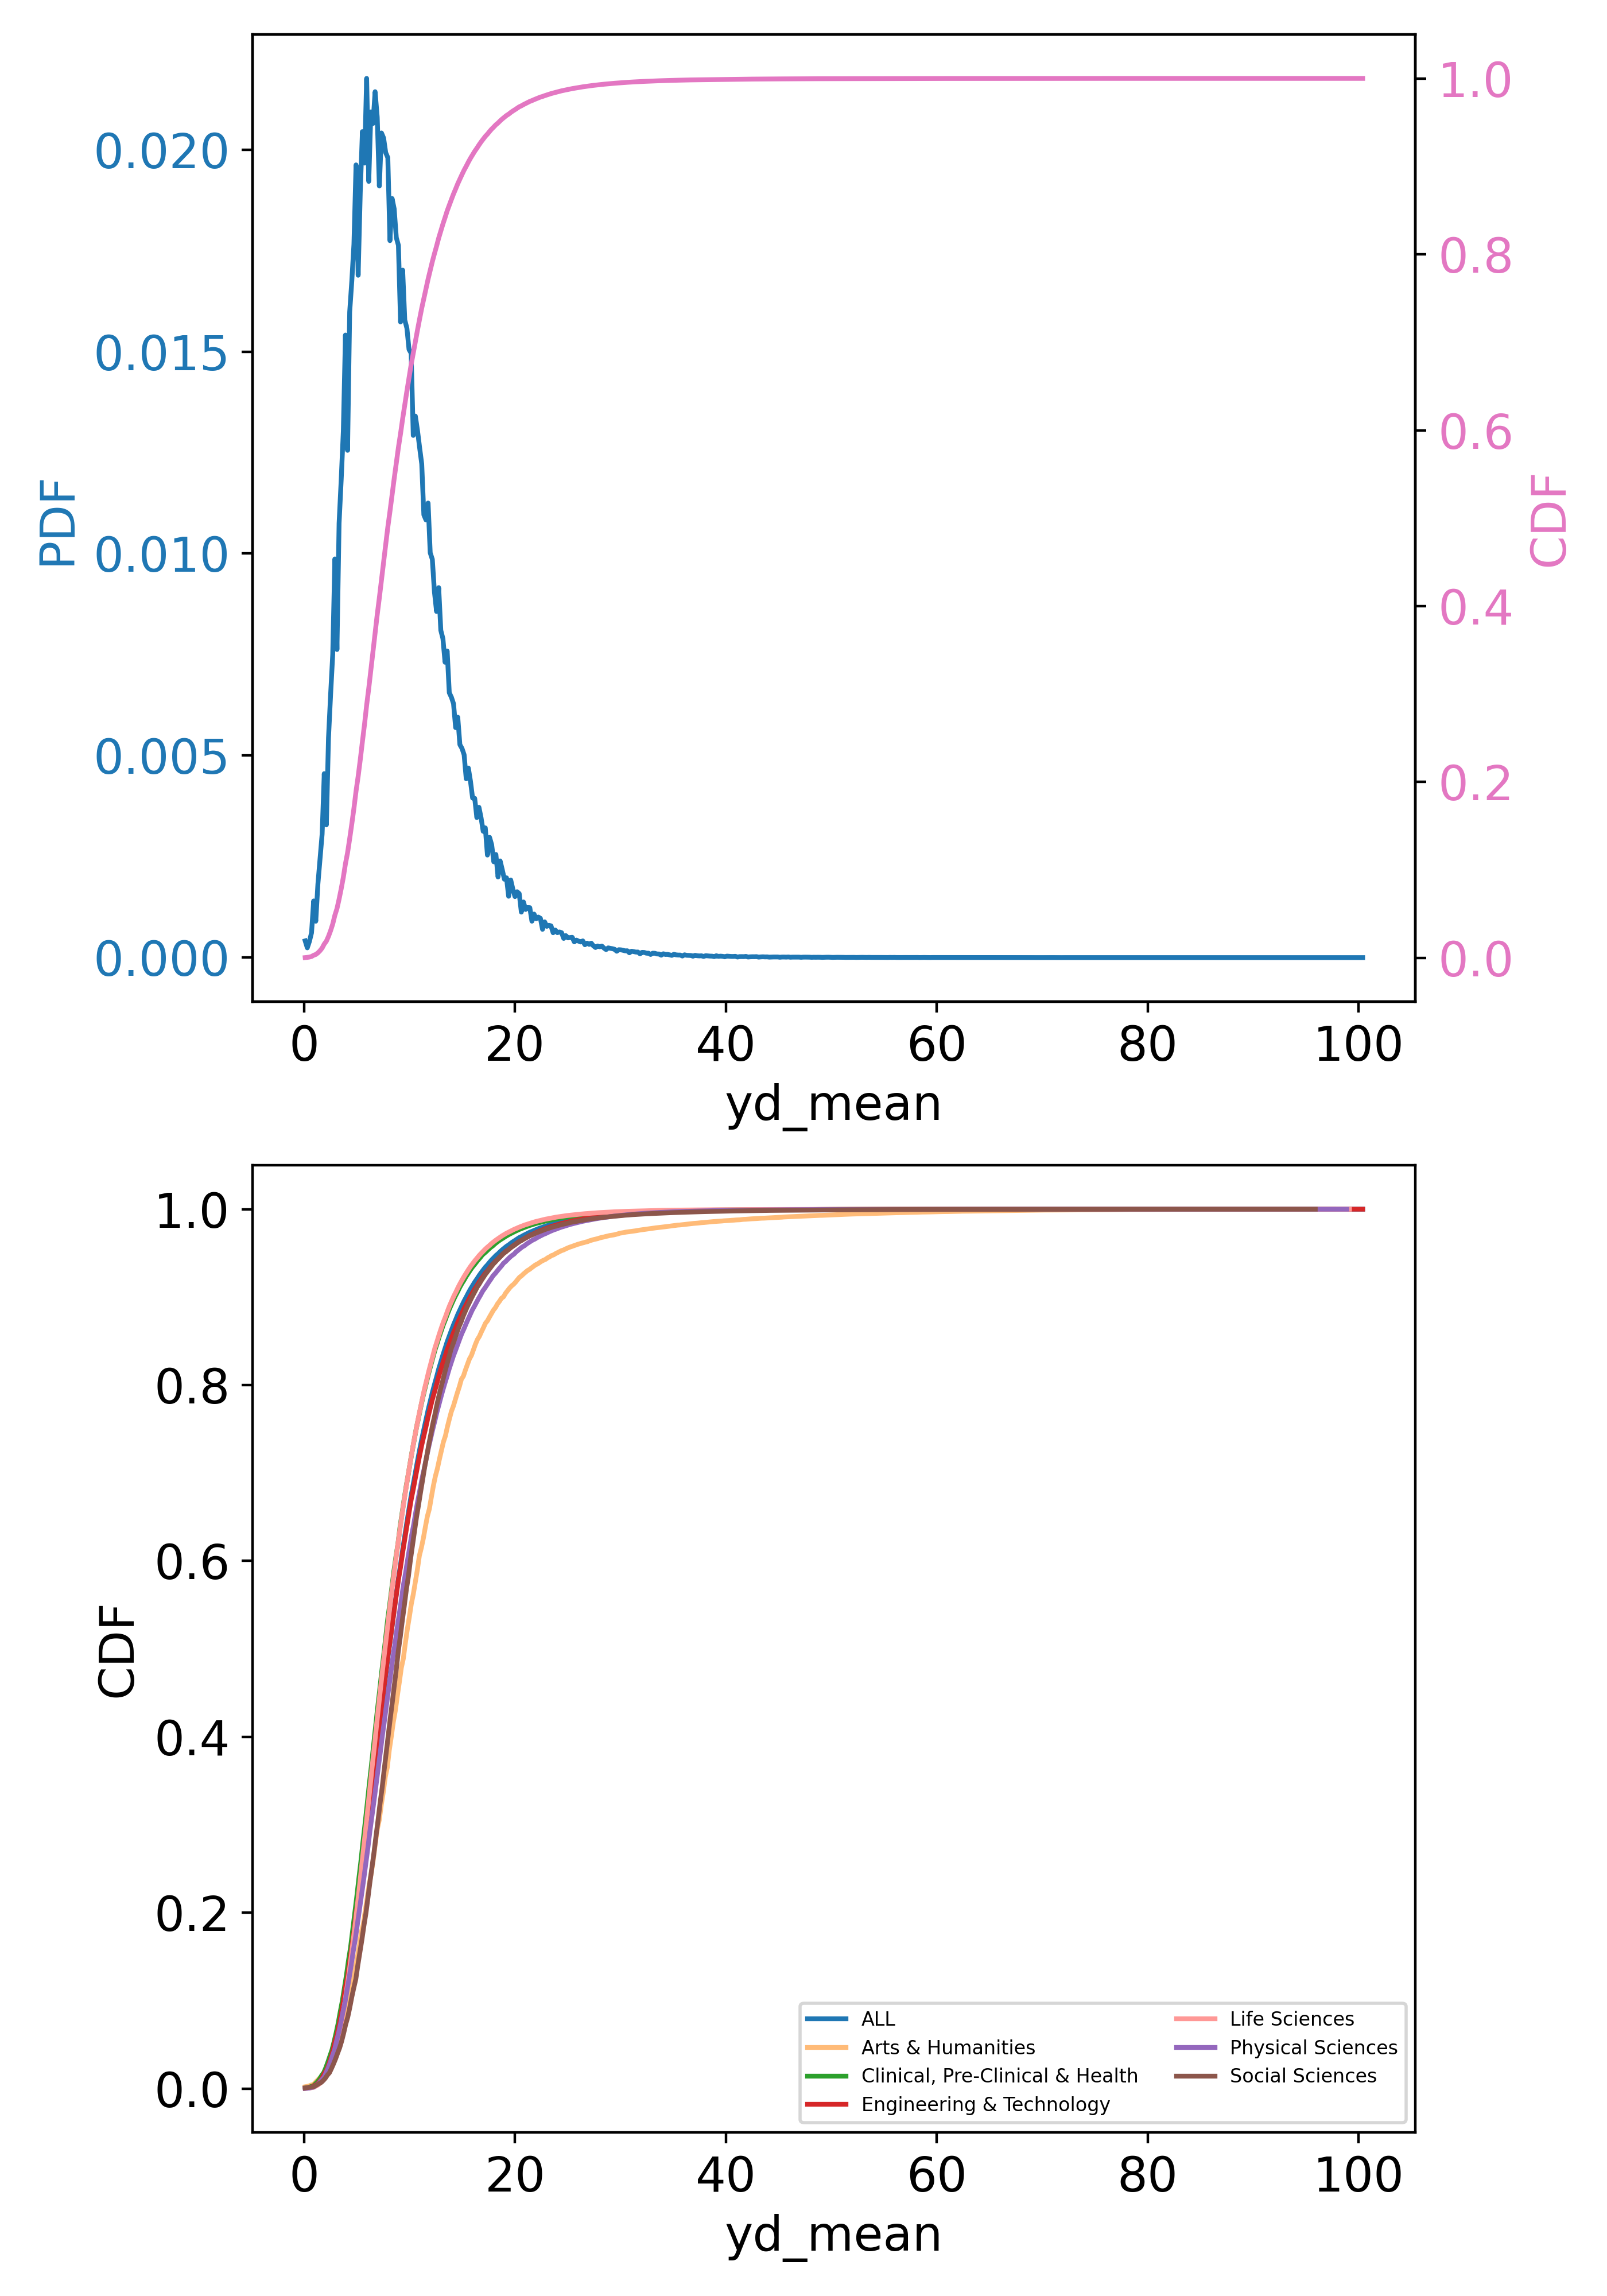 0.020
0.015
0.010
0.005
0.000
PDF
1.0
0.8
0.6
0.4
0.2
0.0
CDF
0 20 40 60 80 100
yd_mean
1.0
0.8
0.6
0.4
0.2
0.0
CDF
ALL
Arts & Humanities
Clinical, Pre-Clinical & Health
Engineering & Technology
Life Sciences
Physical Sciences
Social Sciences
0 20 40 60 80 100
yd_mean